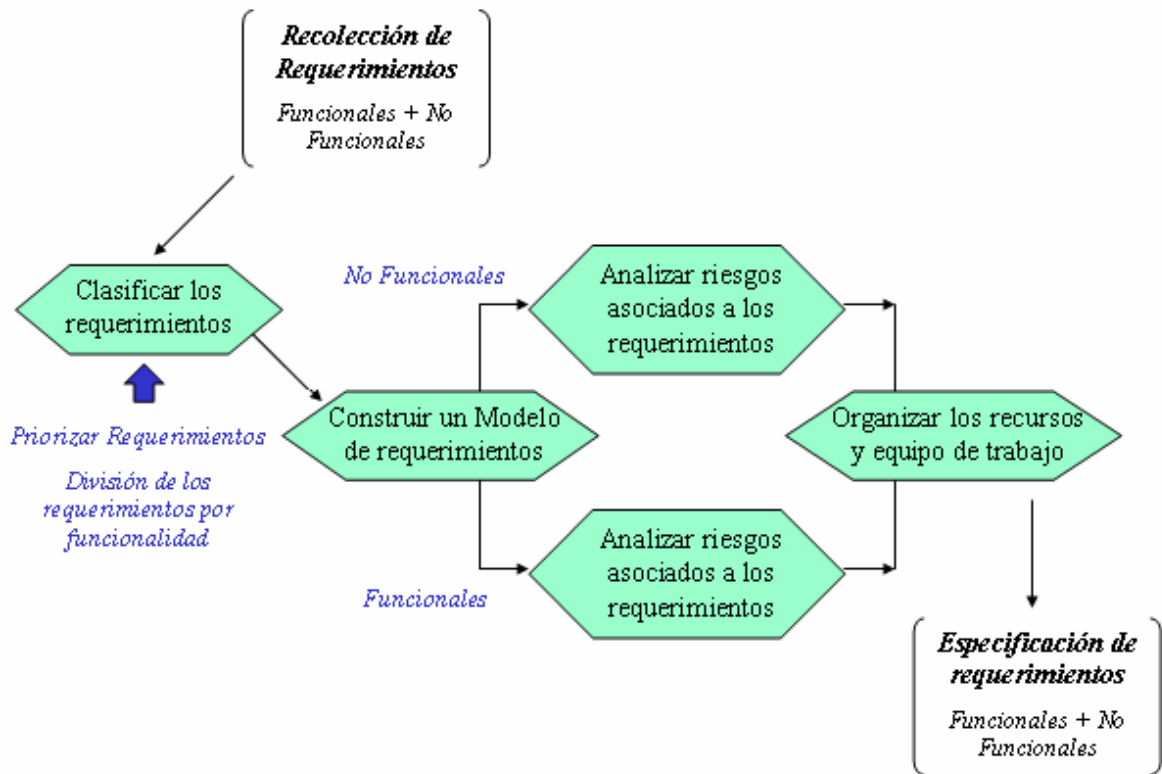 Recolección de
Requerimientos
Funcionales + No
Funcionales
Clasificar los
requerimientos
Priorizar Requerimientos
División de los
requerimientos por
funcionalidad
Construir un Modelo
de requerimientos
No Funcionales
Analizar riesgos
asociados a los
requerimientos
Funcionales
Analizar riesgos
asociados a los
requerimientos
Organizar los recursos
y equipo de trabajo
Especificación de
requerimientos
Funcionales + No
Funcionales